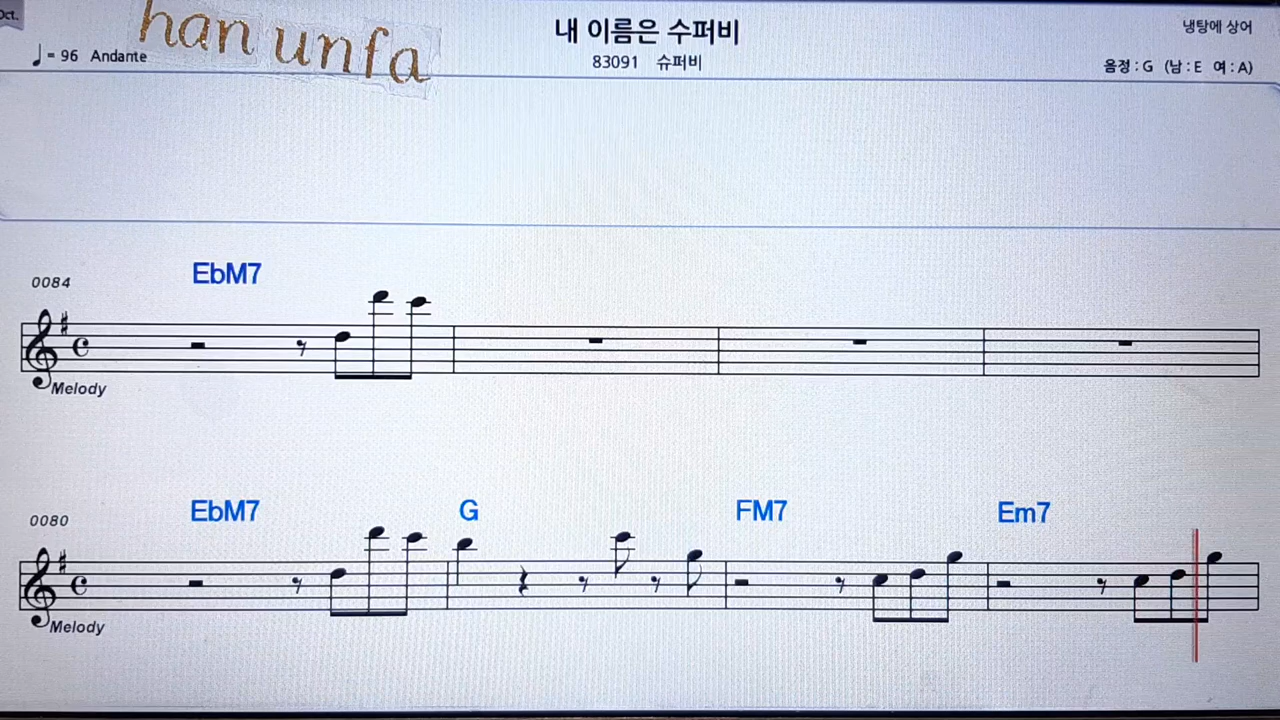 Oct.
han unfa
내 이름은 수퍼비
냉탕에 상어
♩= 96 Andante
83091 슈퍼비
음정 : G (남 : E 여 : A)
0084
EbM7
Melody
0080
EbM7 G FM7 Em7
Melody